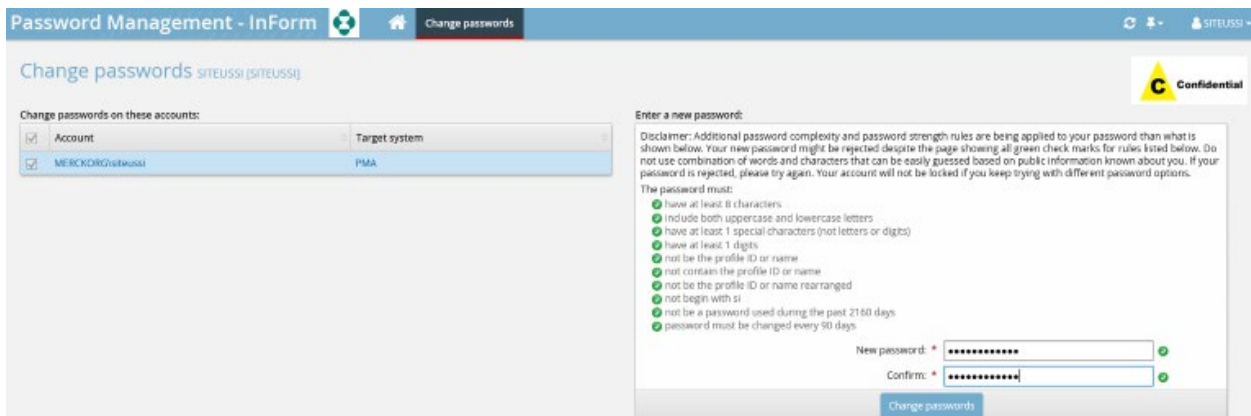 Password Management - InForm
Change passwords
SITEUSSI
Change passwords SITEUSSI [SITEUSSI]
C Confidential
Change passwords on these accounts:
Account Target system
MERCKORG\siteussi PMA
Enter a new password:
Disclaimer: Additional password complexity and password strength rules are being applied to your password than what is
shown below. Your new password might be rejected despite the page showing all green check marks for rules listed below. Do
not use combination of words and characters that can be easily guessed based on public information known about you. If your
password is rejected, please try again. Your account will not be locked if you keep trying with different password options.
The password must:
have at least 8 characters
include both uppercase and lowercase letters
have at least 1 special characters (not letters or digits)
have at least 1 digits
not be the profile ID or name
not contain the profile ID or name
not be the profile ID or name rearranged
not begin with si
not be a password used during the past 2160 days
password must be changed every 90 days
New password: * ••••••••••••
Confirm: * ••••••••••••
Change passwords